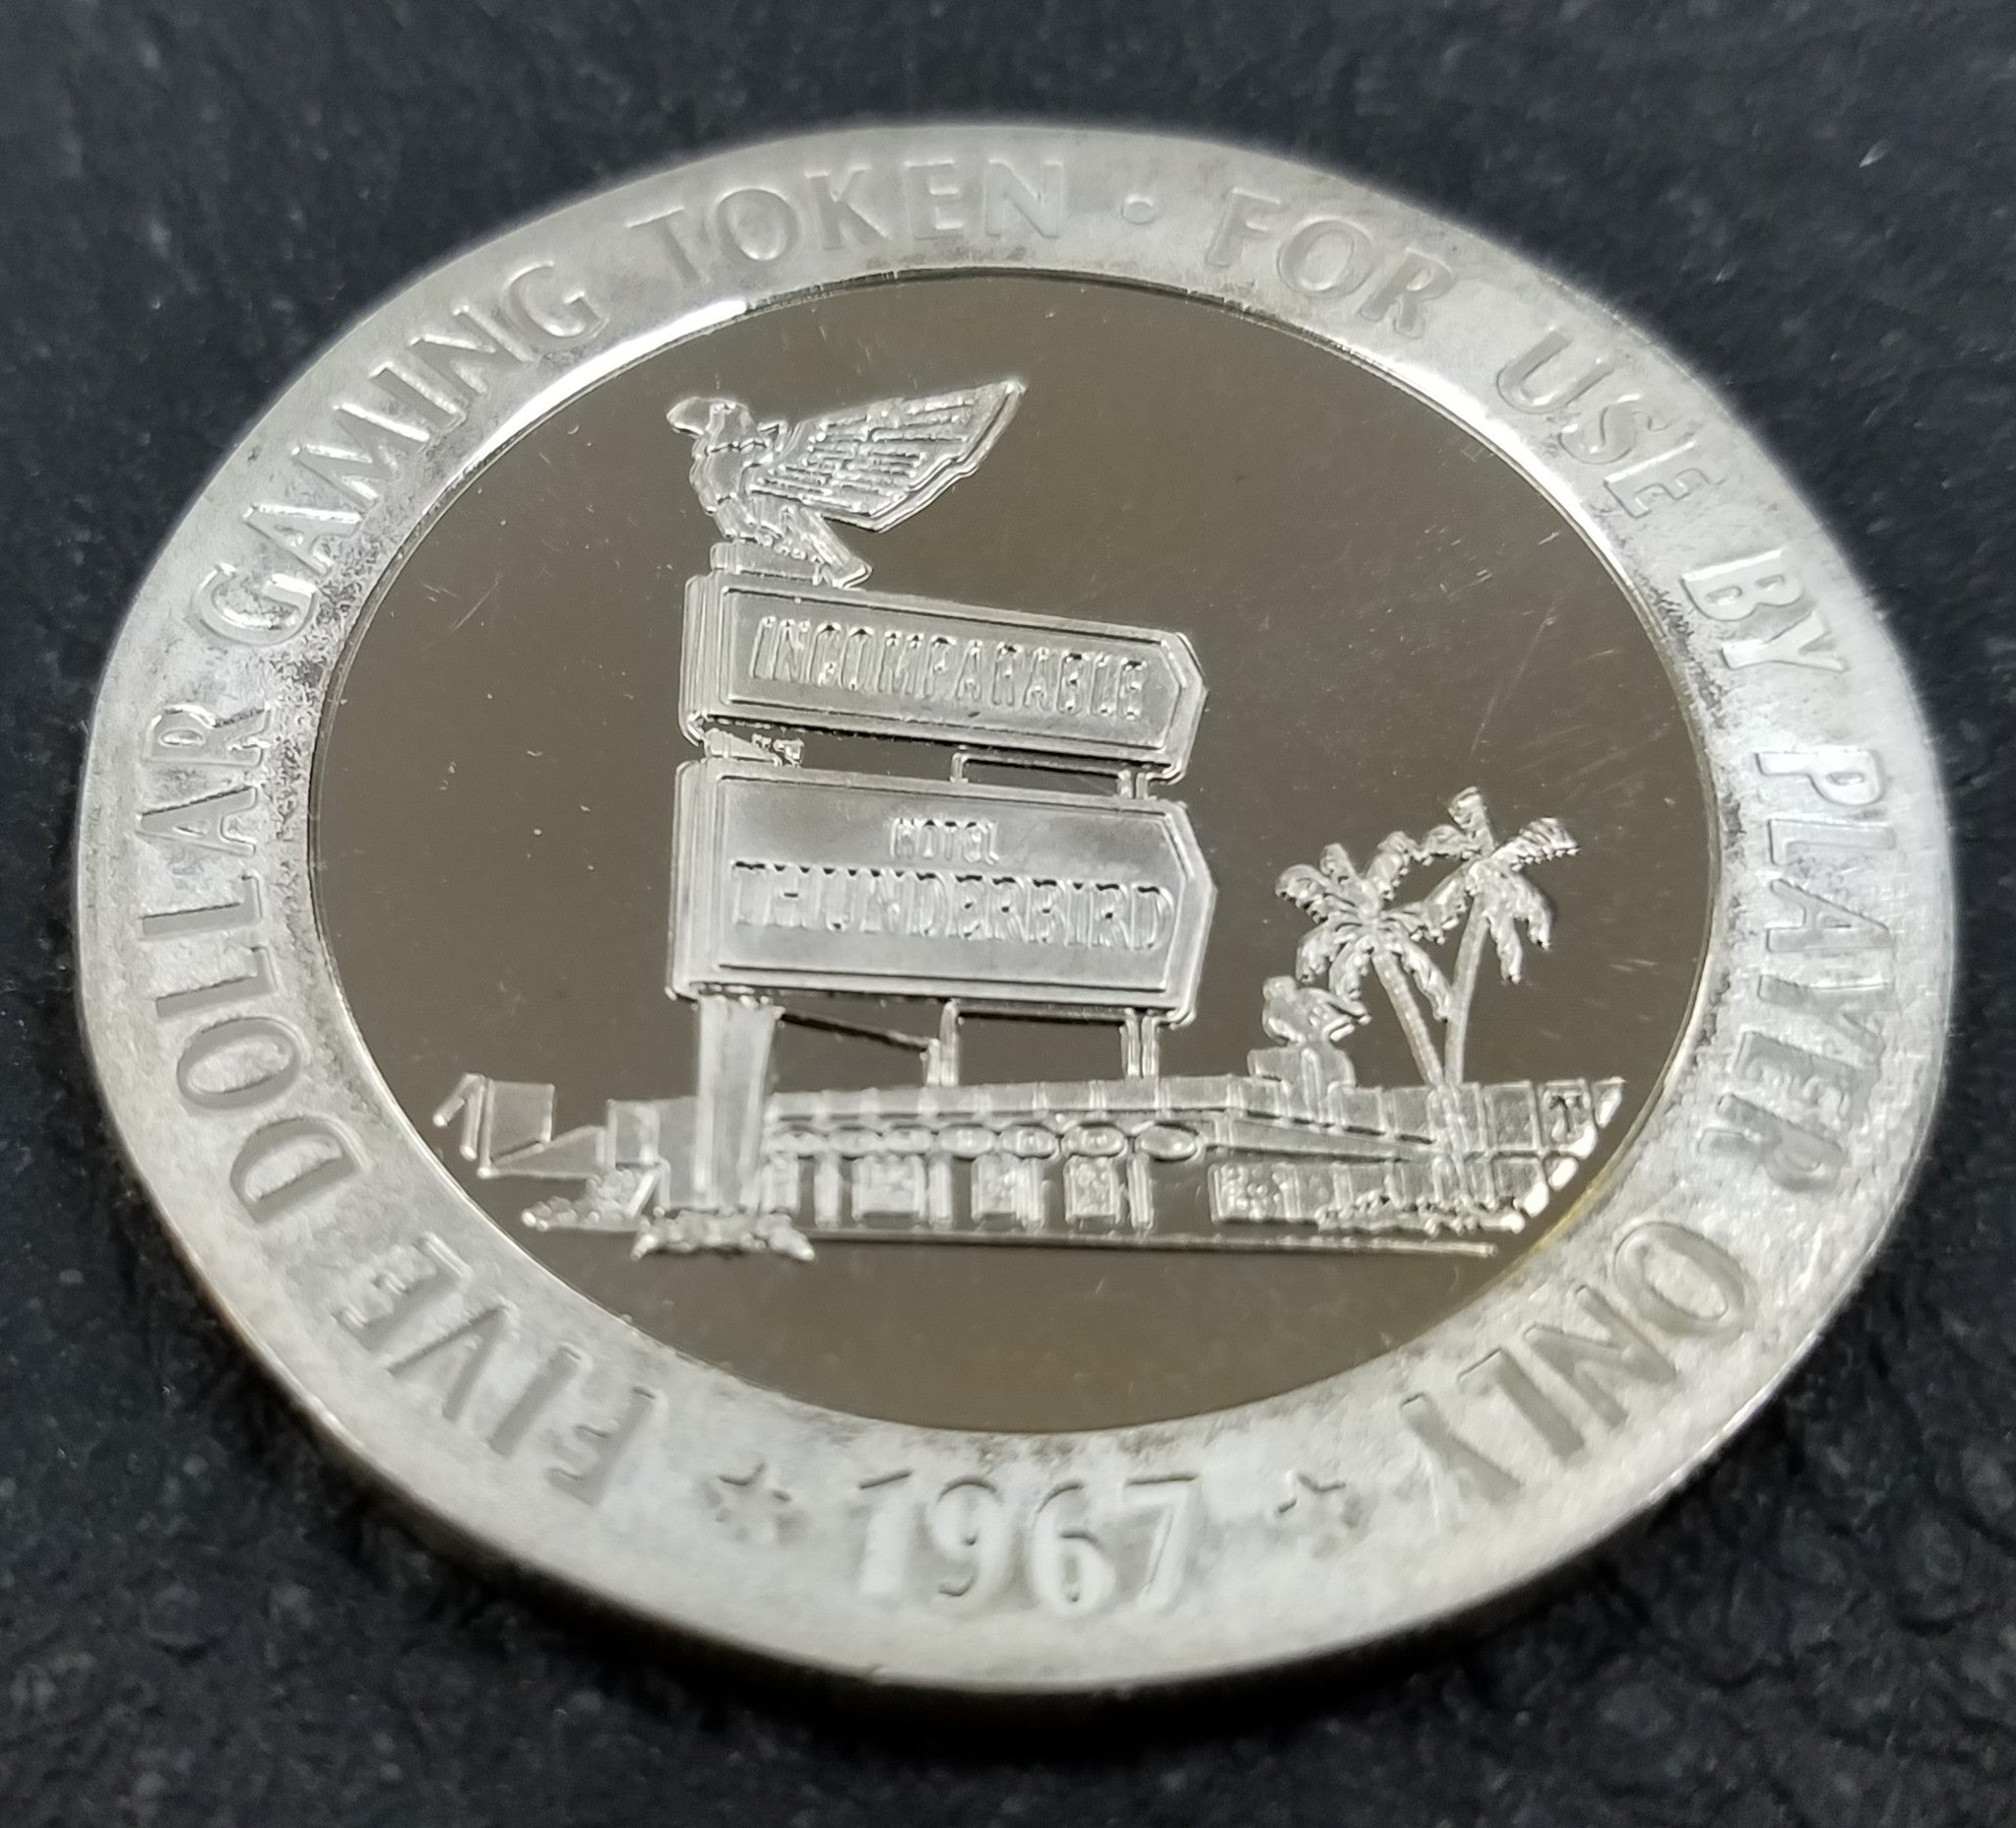 FIVE DOLLAR GAMING TOKEN · FOR USE BY PLAYER ONLY
INCOMPARABLE
HOTEL
THUNDERBIRD
★ 1967 ★